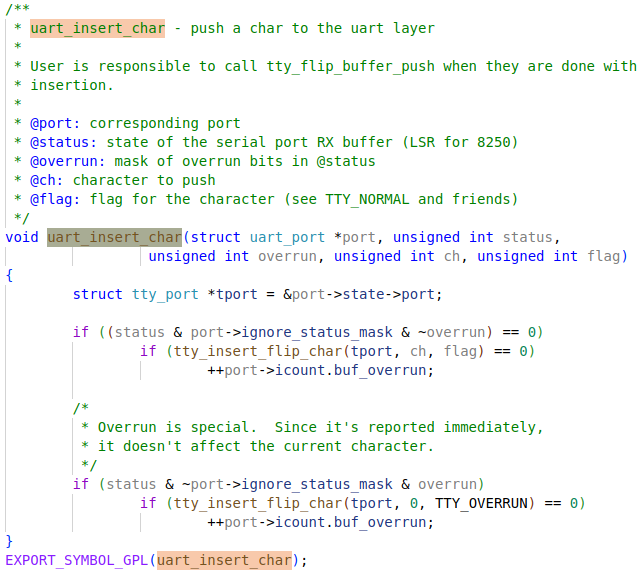 /**
 * uart_insert_char - push a char to the uart layer
 *
 * User is responsible to call tty_flip_buffer_push when they are done with
 * insertion.
 *
 * @port: corresponding port
 * @status: state of the serial port RX buffer (LSR for 8250)
 * @overrun: mask of overrun bits in @status
 * @ch: character to push
 * @flag: flag for the character (see TTY_NORMAL and friends)
 */
void uart_insert_char(struct uart_port *port, unsigned int status,
                 unsigned int overrun, unsigned int ch, unsigned int flag)
{
        struct tty_port *tport = &port->state->port;

        if ((status & port->ignore_status_mask & ~overrun) == 0)
                if (tty_insert_flip_char(tport, ch, flag) == 0)
                        ++port->icount.buf_overrun;

        /*
         * Overrun is special.  Since it's reported immediately,
         * it doesn't affect the current character.
         */
        if (status & ~port->ignore_status_mask & overrun)
                if (tty_insert_flip_char(tport, 0, TTY_OVERRUN) == 0)
                        ++port->icount.buf_overrun;
}
EXPORT_SYMBOL_GPL(uart_insert_char);